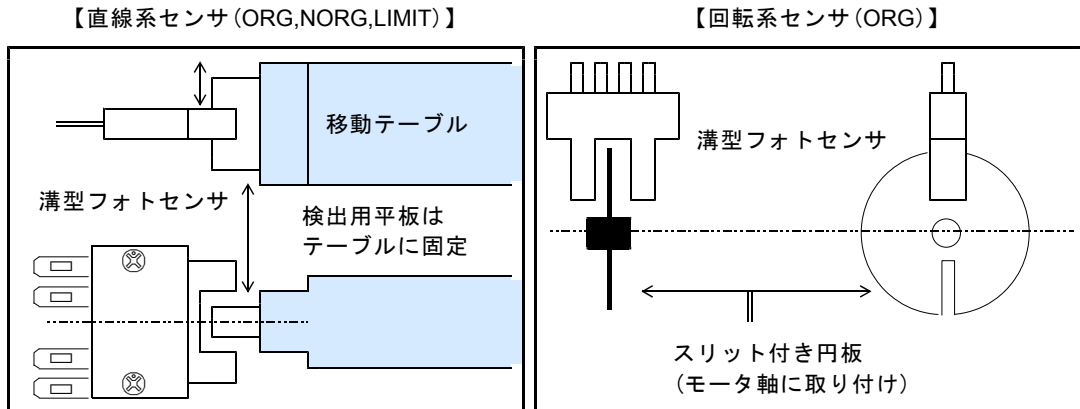 【直線系センサ(ORG,NORG,LIMIT)】
移動テーブル
溝型フォトセンサ
検出用平板は
テーブルに固定
【回転系センサ(ORG)】
溝型フォトセンサ
スリット付き円板
(モータ軸に取り付け)